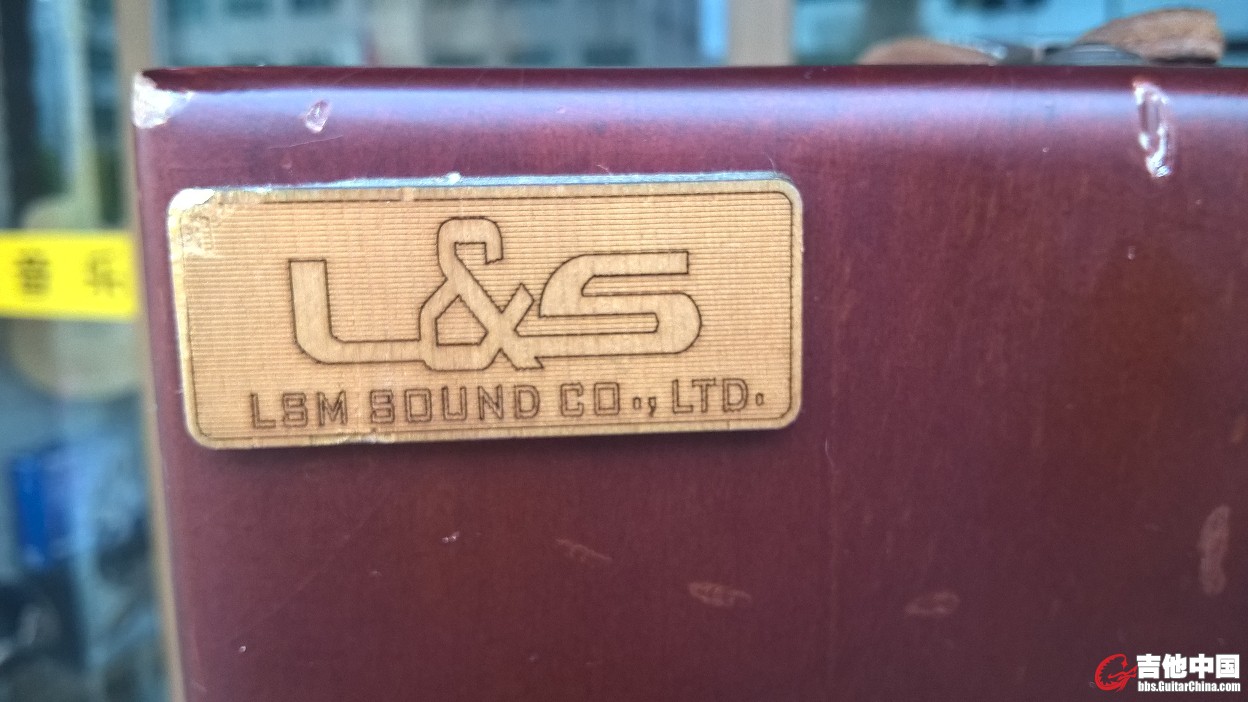 L&S
LSM SOUND CO., LTD.
音乐
吉他中国
bbs.GuitarChina.com